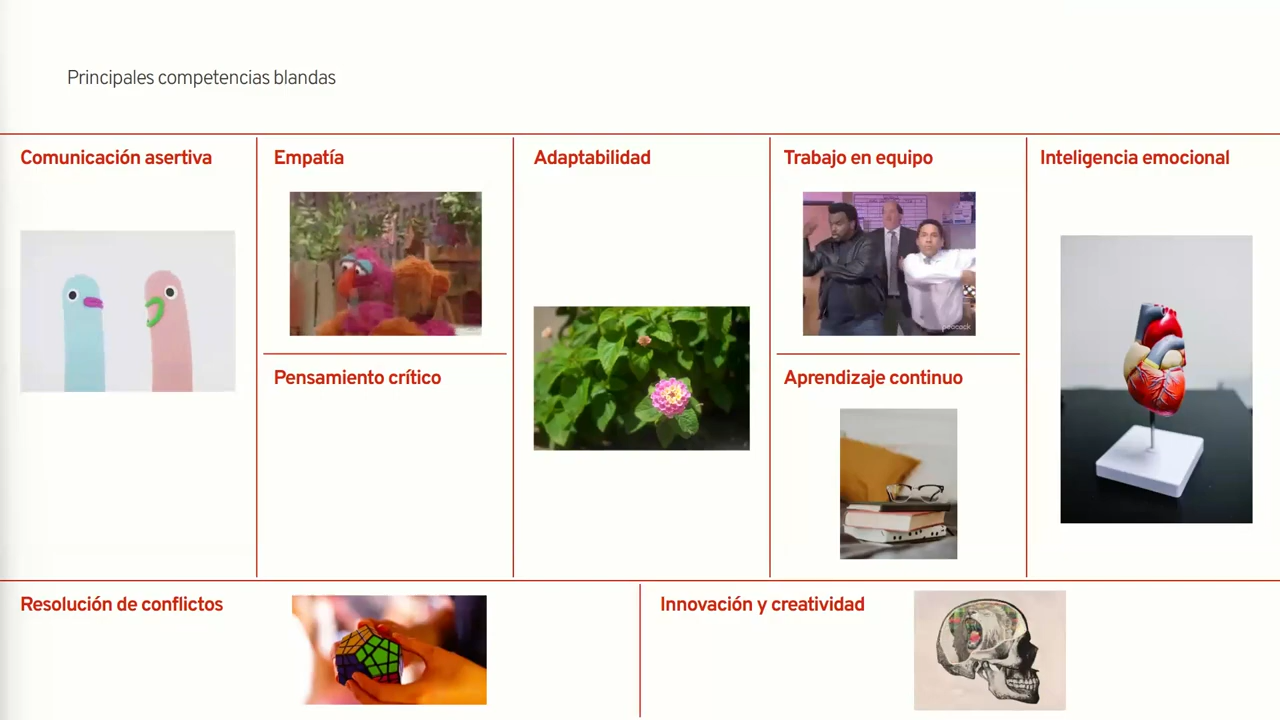 Principales competencias blandas
Comunicación asertiva
Empatía
Adaptabilidad
Trabajo en equipo
Inteligencia emocional
peacock
Pensamiento crítico
Aprendizaje continuo
Resolución de conflictos
Innovación y creatividad